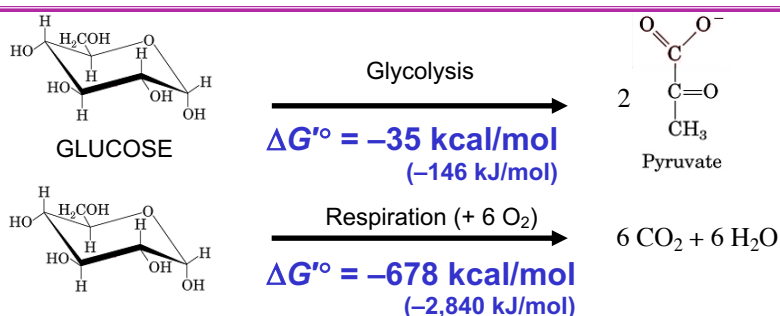 H
H₂COH
O
HO
H
H
H
HO
OH
H
OH
GLUCOSE
Glycolysis
ΔG′° = –35 kcal/mol
(–146 kJ/mol)
2
O
O⁻
C
C=O
CH₃
Pyruvate
H
H₂COH
O
HO
H
H
H
HO
OH
H
OH
Respiration (+ 6 O₂)
ΔG′° = –678 kcal/mol
(–2,840 kJ/mol)
6 CO₂ + 6 H₂O